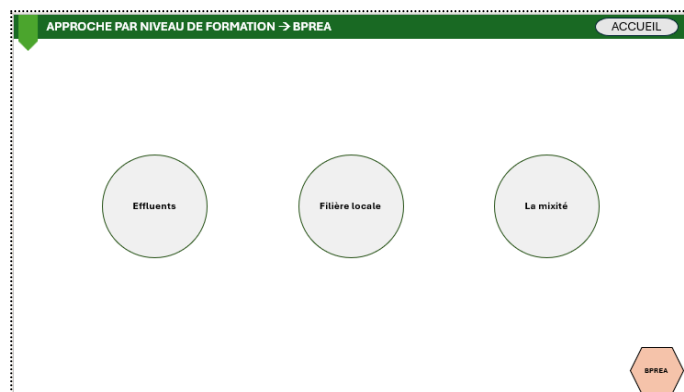 APPROCHE PAR NIVEAU DE FORMATION → BPREA
ACCUEIL
Effluents
Filière locale
La mixité
BPREA